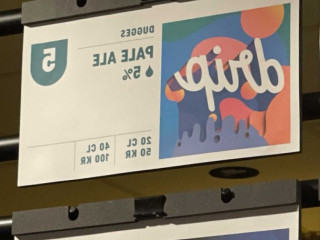 DUGGES
PALE ALE
5%
5
20 CL
50 KR
40 CL
100 KR
drip